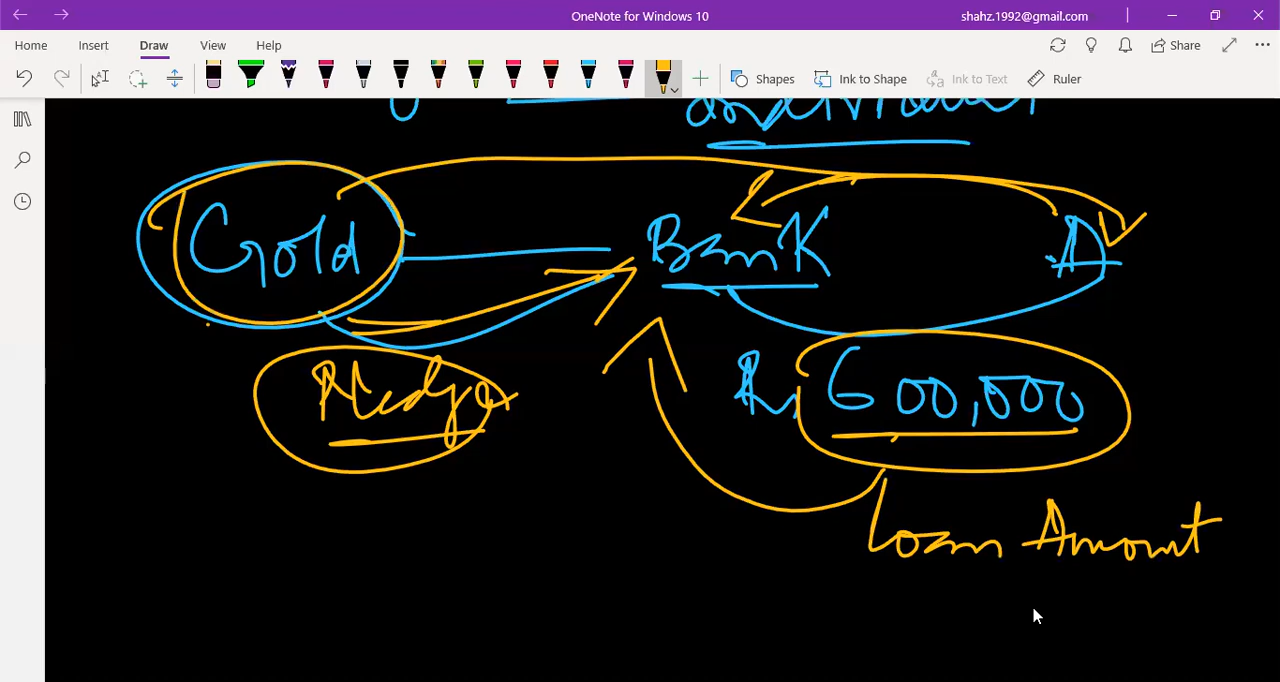 OneNote for Windows 10
shahz.1992@gmail.com
Home Insert Draw View Help
Share
Shapes Ink to Shape Ink to Text Ruler
Gold Bank A
Pledge Rs 600,000
Loan Amount